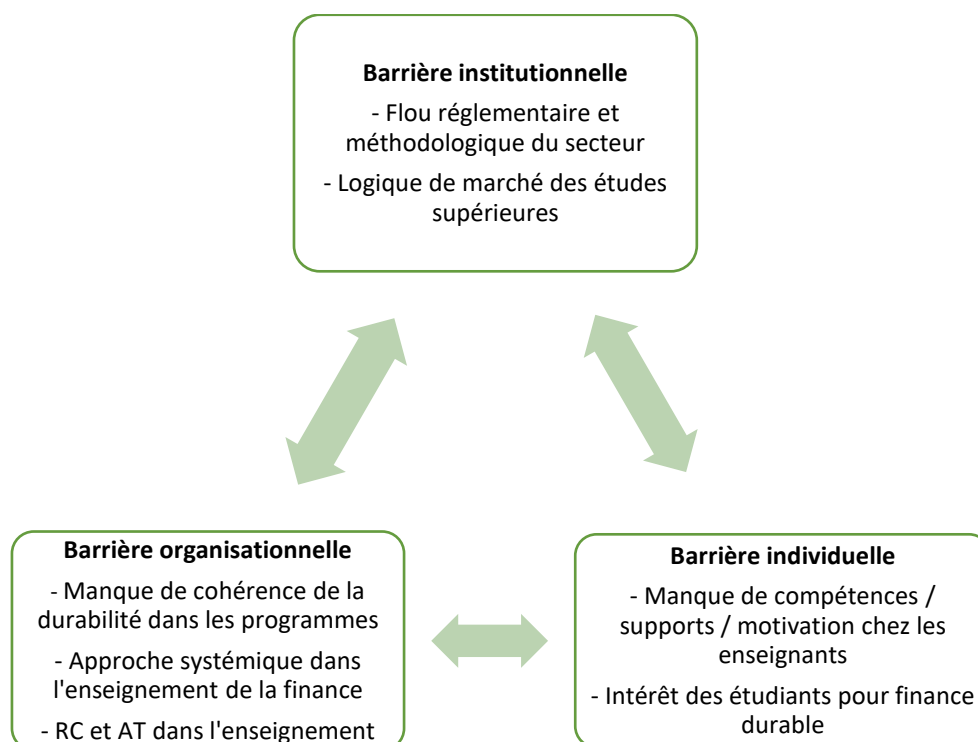 Barrière institutionnelle
- Flou réglementaire et
méthodologique du secteur
- Logique de marché des études
supérieures
Barrière organisationnelle
- Manque de cohérence de la
durabilité dans les programmes
- Approche systémique dans
l'enseignement de la finance
- RC et AT dans l'enseignement
Barrière individuelle
- Manque de compétences /
supports / motivation chez les
enseignants
- Intérêt des étudiants pour finance
durable